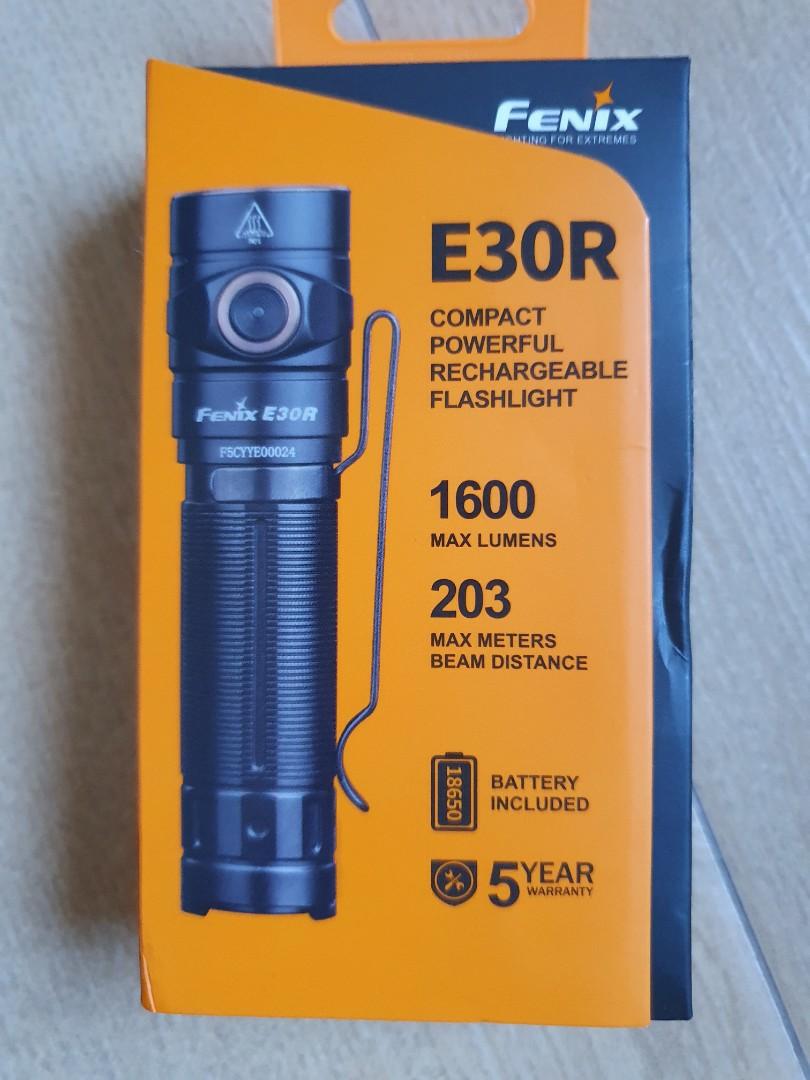 FENIX
LIGHTING FOR EXTREMES
E30R
COMPACT
POWERFUL
RECHARGEABLE
FLASHLIGHT
1600
MAX LUMENS
203
MAX METERS
BEAM DISTANCE
18650
BATTERY
INCLUDED
5 YEAR
WARRANTY
FENIX E30R
F5CYYE00024